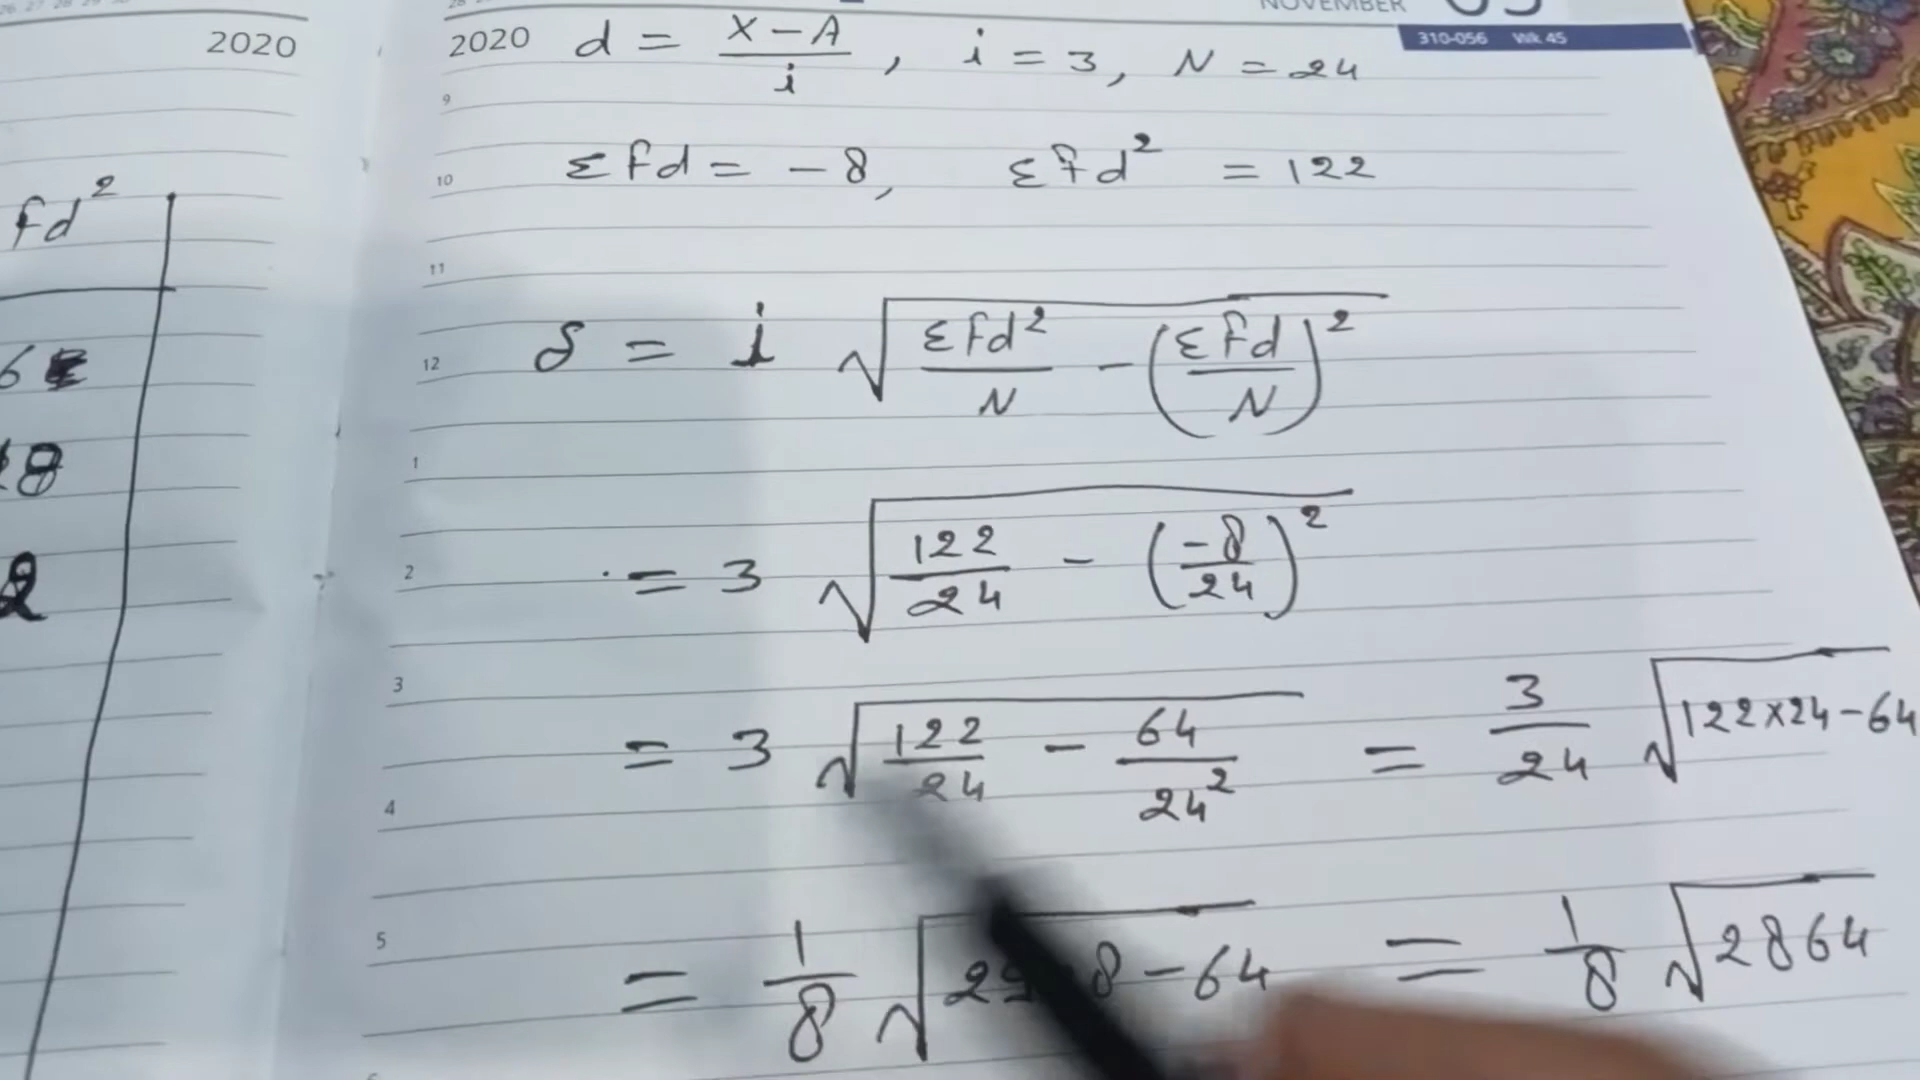 2020
2020
NOVEMBER
310-056 Wk 45
d = X-A / i , i = 3, N = 24
9
Σfd = -8, Σfd² = 122
10
fd²
11
δ = i √(Σfd²/N - (Σfd/N)²)
12
1
18
= 3 √(122/24 - (-8/24)²)
2
2
3
= 3 √(122/24 - 64/24²) = 3/24 √(122×24-64
4
5
= 1/8 √( - 64 = 1/8 √2864